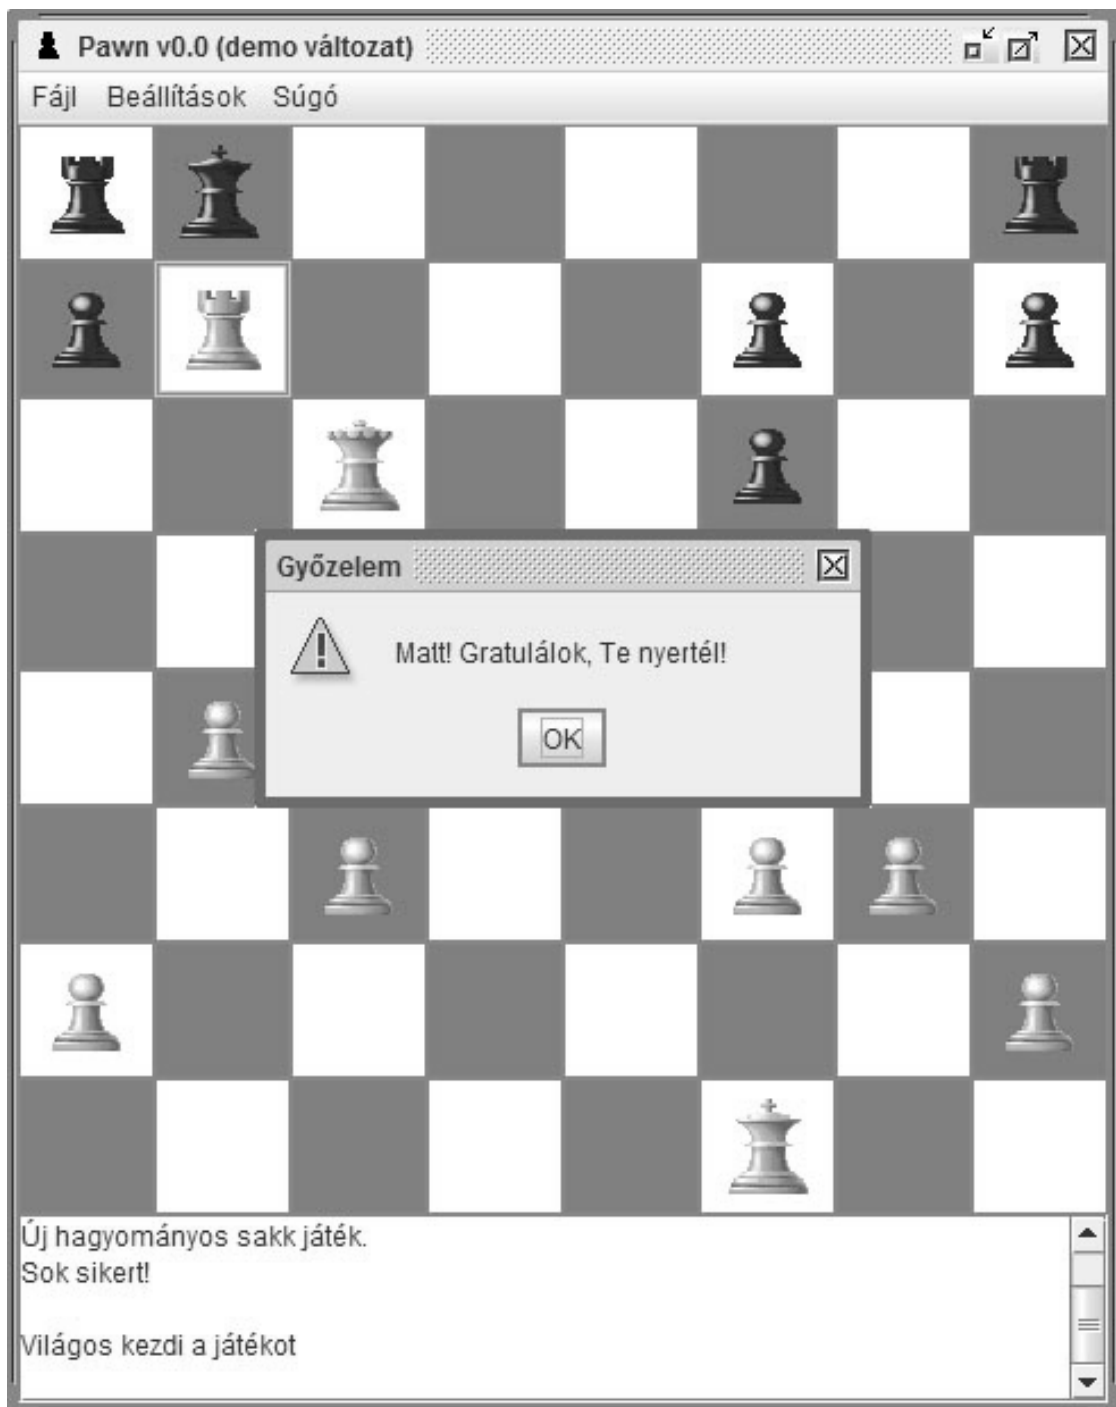 Pawn v0.0 (demo változat)
Fájl Beállítások Súgó
Győzelem
Matt! Gratulálok, Te nyertél!
OK
Új hagyományos sakk játék.
Sok sikert!
Világos kezdi a játékot